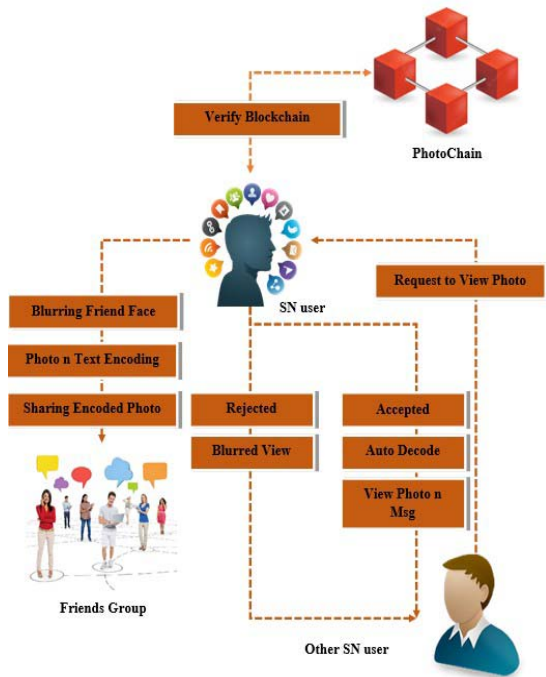 Verify Blockchain
PhotoChain
SN user
Request to View Photo
Blurring Friend Face
Photo n Text Encoding
Sharing Encoded Photo
Rejected
Blurred View
Accepted
Auto Decode
View Photo n
Msg
Friends Group
Other SN user